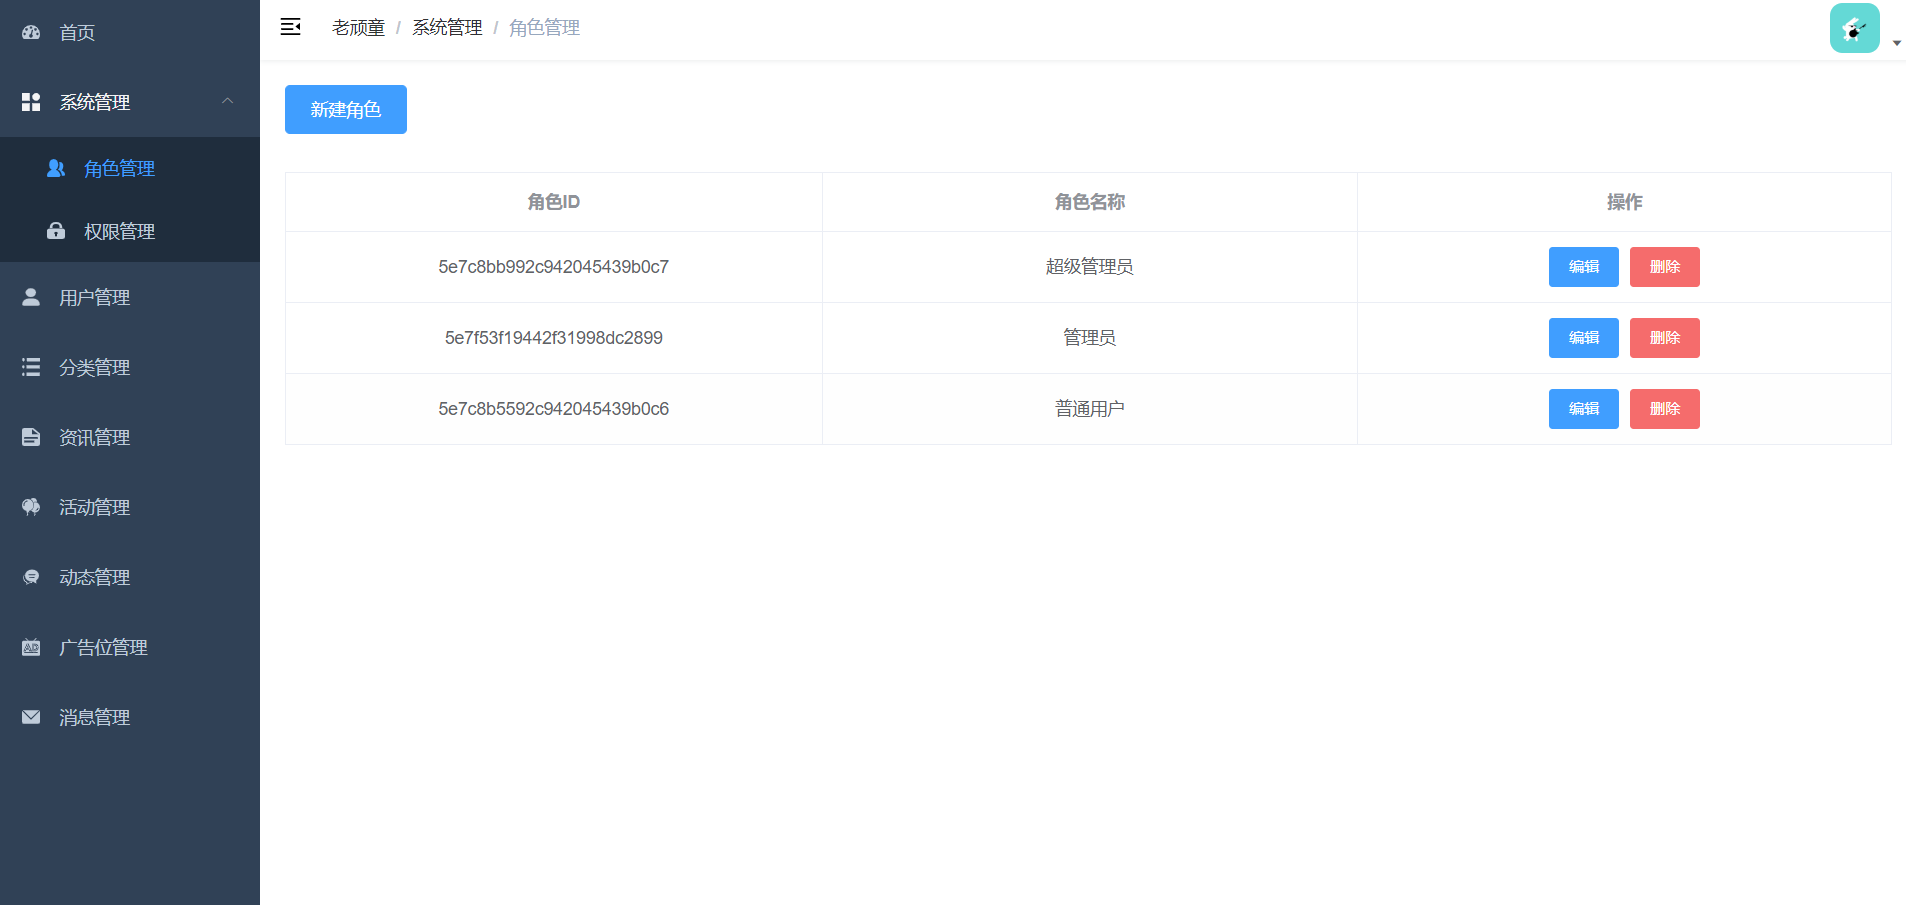 首页
系统管理
角色管理
权限管理
用户管理
分类管理
资讯管理
活动管理
动态管理
AD 广告位管理
消息管理
老顽童 / 系统管理 / 角色管理
新建角色
角色ID 角色名称 操作
5e7c8bb992c942045439b0c7 超级管理员 编辑 删除
5e7f53f19442f31998dc2899 管理员 编辑 删除
5e7c8b5592c942045439b0c6 普通用户 编辑 删除